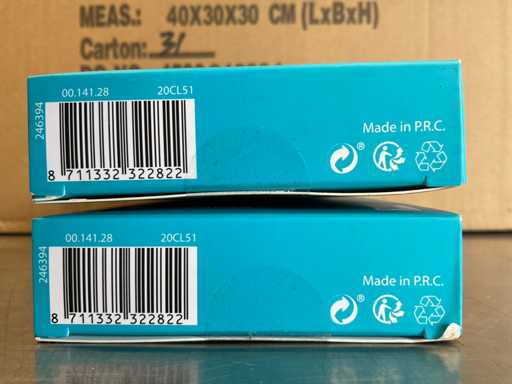 MEAS.: 40X30X30 CM (LxBxH)
Carton: 31
00.141.28 20CL51
246394
8 711332 322822
Made in P.R.C.
®
00.141.28 20CL51
246394
8 711332 322822
Made in P.R.C.
®